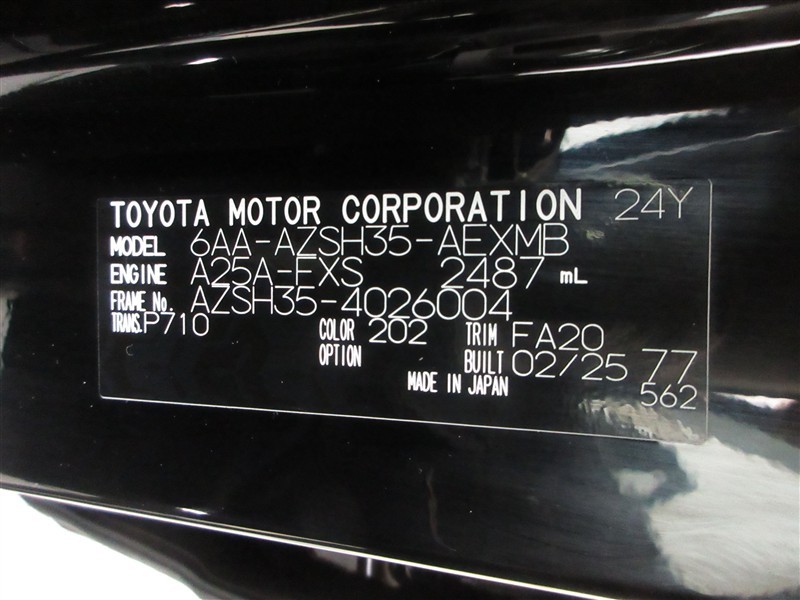 TOYOTA MOTOR CORPORATION 24Y
MODEL 6AA-AZSH35-AEXMB
ENGINE A25A-FXS 2487 mL
FRAME No. AZSH35-4026004
TRANS. P710 COLOR 202 TRIM FA20
OPTION BUILT 02/25 77
MADE IN JAPAN 562
C